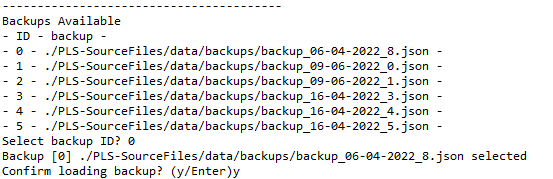 ----------------------------------------
Backups Available
- ID - backup -
- 0 - ./PLS-SourceFiles/data/backups/backup_06-04-2022_8.json -
- 1 - ./PLS-SourceFiles/data/backups/backup_09-06-2022_0.json -
- 2 - ./PLS-SourceFiles/data/backups/backup_09-06-2022_1.json -
- 3 - ./PLS-SourceFiles/data/backups/backup_16-04-2022_3.json -
- 4 - ./PLS-SourceFiles/data/backups/backup_16-04-2022_4.json -
- 5 - ./PLS-SourceFiles/data/backups/backup_16-04-2022_5.json -
Select backup ID? 0
Backup [0] ./PLS-SourceFiles/data/backups/backup_06-04-2022_8.json selected
Confirm loading backup? (y/Enter)y